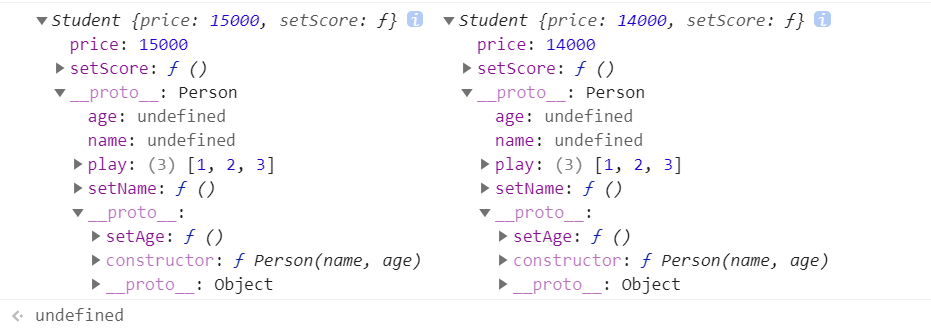 ▼Student {price: 15000, setScore: ƒ} i ▼Student {price: 14000, setScore: ƒ} i
price: 15000 price: 14000
▶setScore: ƒ () ▶setScore: ƒ ()
▼__proto__: Person ▼__proto__: Person
age: undefined age: undefined
name: undefined name: undefined
▶play: (3) [1, 2, 3] ▶play: (3) [1, 2, 3]
▶setName: ƒ () ▶setName: ƒ ()
▼__proto__: ▼__proto__:
▶setAge: ƒ () ▶setAge: ƒ ()
▶constructor: ƒ Person(name, age) ▶constructor: ƒ Person(name, age)
▶__proto__: Object ▶__proto__: Object
undefined